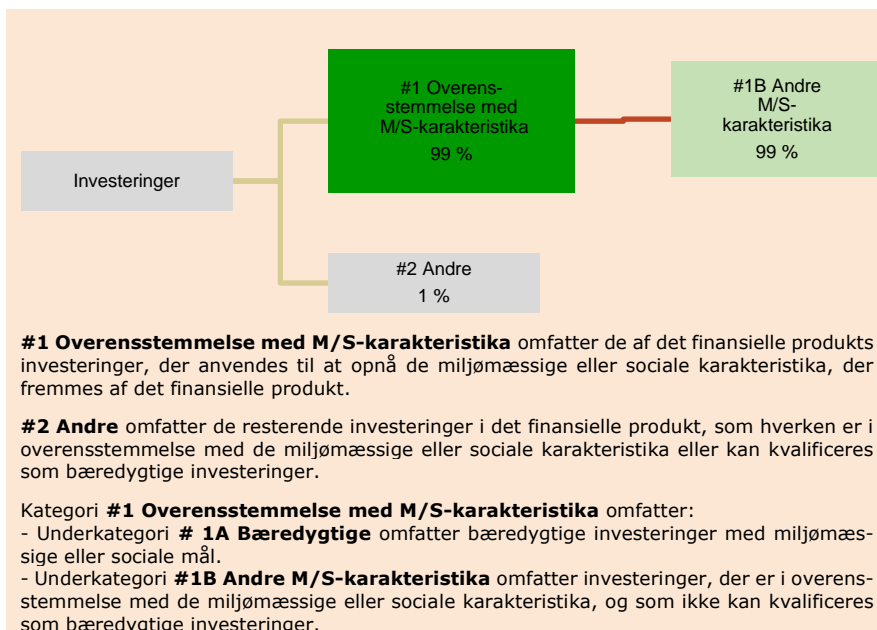 #1 Overens-
stemmelse med
M/S-karakteristika
99 %
#1B Andre
M/S-
karakteristika
99 %
Investeringer
#2 Andre
1 %
#1 Overensstemmelse med M/S-karakteristika omfatter de af det finansielle produkts
investeringer, der anvendes til at opnå de miljømæssige eller sociale karakteristika, der
fremmes af det finansielle produkt.
#2 Andre omfatter de resterende investeringer i det finansielle produkt, som hverken er i
overensstemmelse med de miljømæssige eller sociale karakteristika eller kan kvalificeres
som bæredygtige investeringer.
Kategori #1 Overensstemmelse med M/S-karakteristika omfatter:
- Underkategori # 1A Bæredygtige omfatter bæredygtige investeringer med miljømæs-
sige eller sociale mål.
- Underkategori #1B Andre M/S-karakteristika omfatter investeringer, der er i overens-
stemmelse med de miljømæssige eller sociale karakteristika, og som ikke kan kvalificeres
som bæredygtige investeringer.